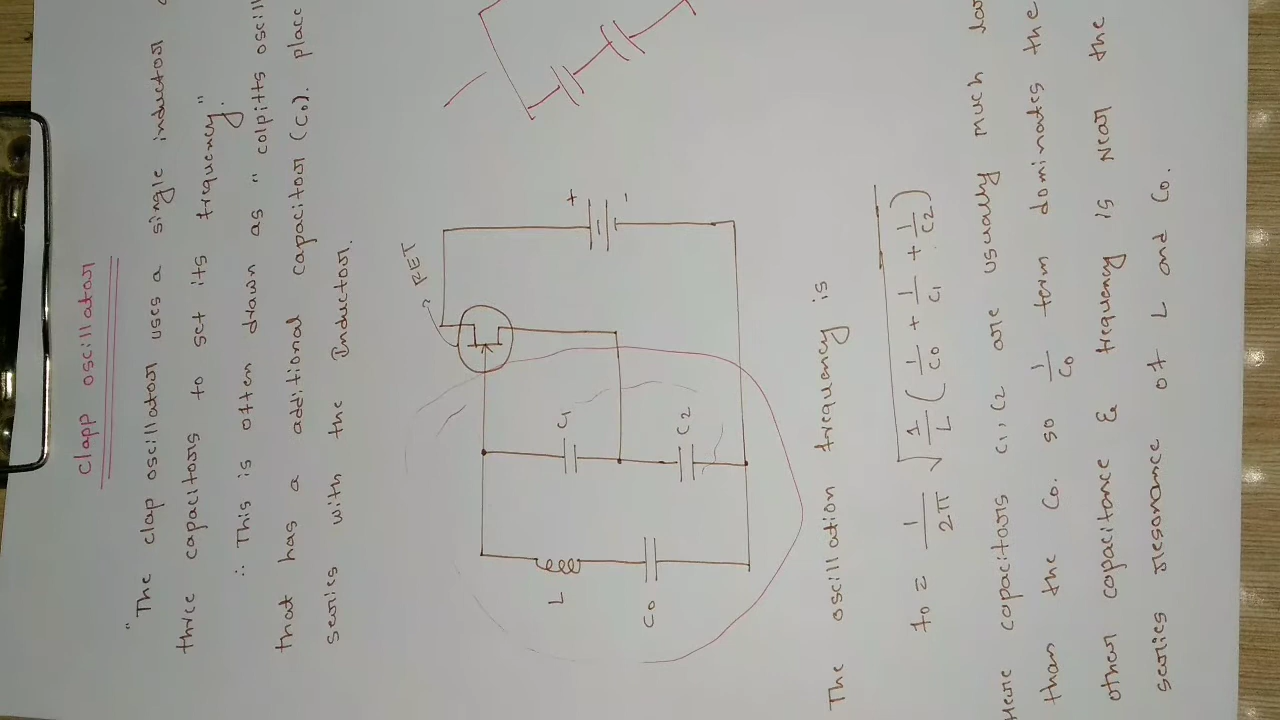 Clapp oscillator
"The clap oscillator uses a single inductor
three capacitors to set its frequency"
∴ This is often drawn as " colpitts oscill
that has a additional capacitor (C0). place
series with the Inductor.
→ FET
+
-
L
C0
C1
C2
The oscillation frequency is
f0 = 1/2π √1/L (1/C0 + 1/C1 + 1/C2)
Here capacitors C1, C2 are usually much
than the C0. so 1/C0 term dominates the
other capacitance & frequency is Near the
series resonance of L and C0.